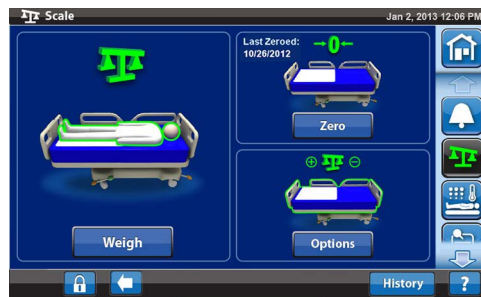 Scale
Jan 2, 2013 12:06 PM
Last Zeroed:
10/26/2012
→0←
Zero
Weigh
Options
History
?